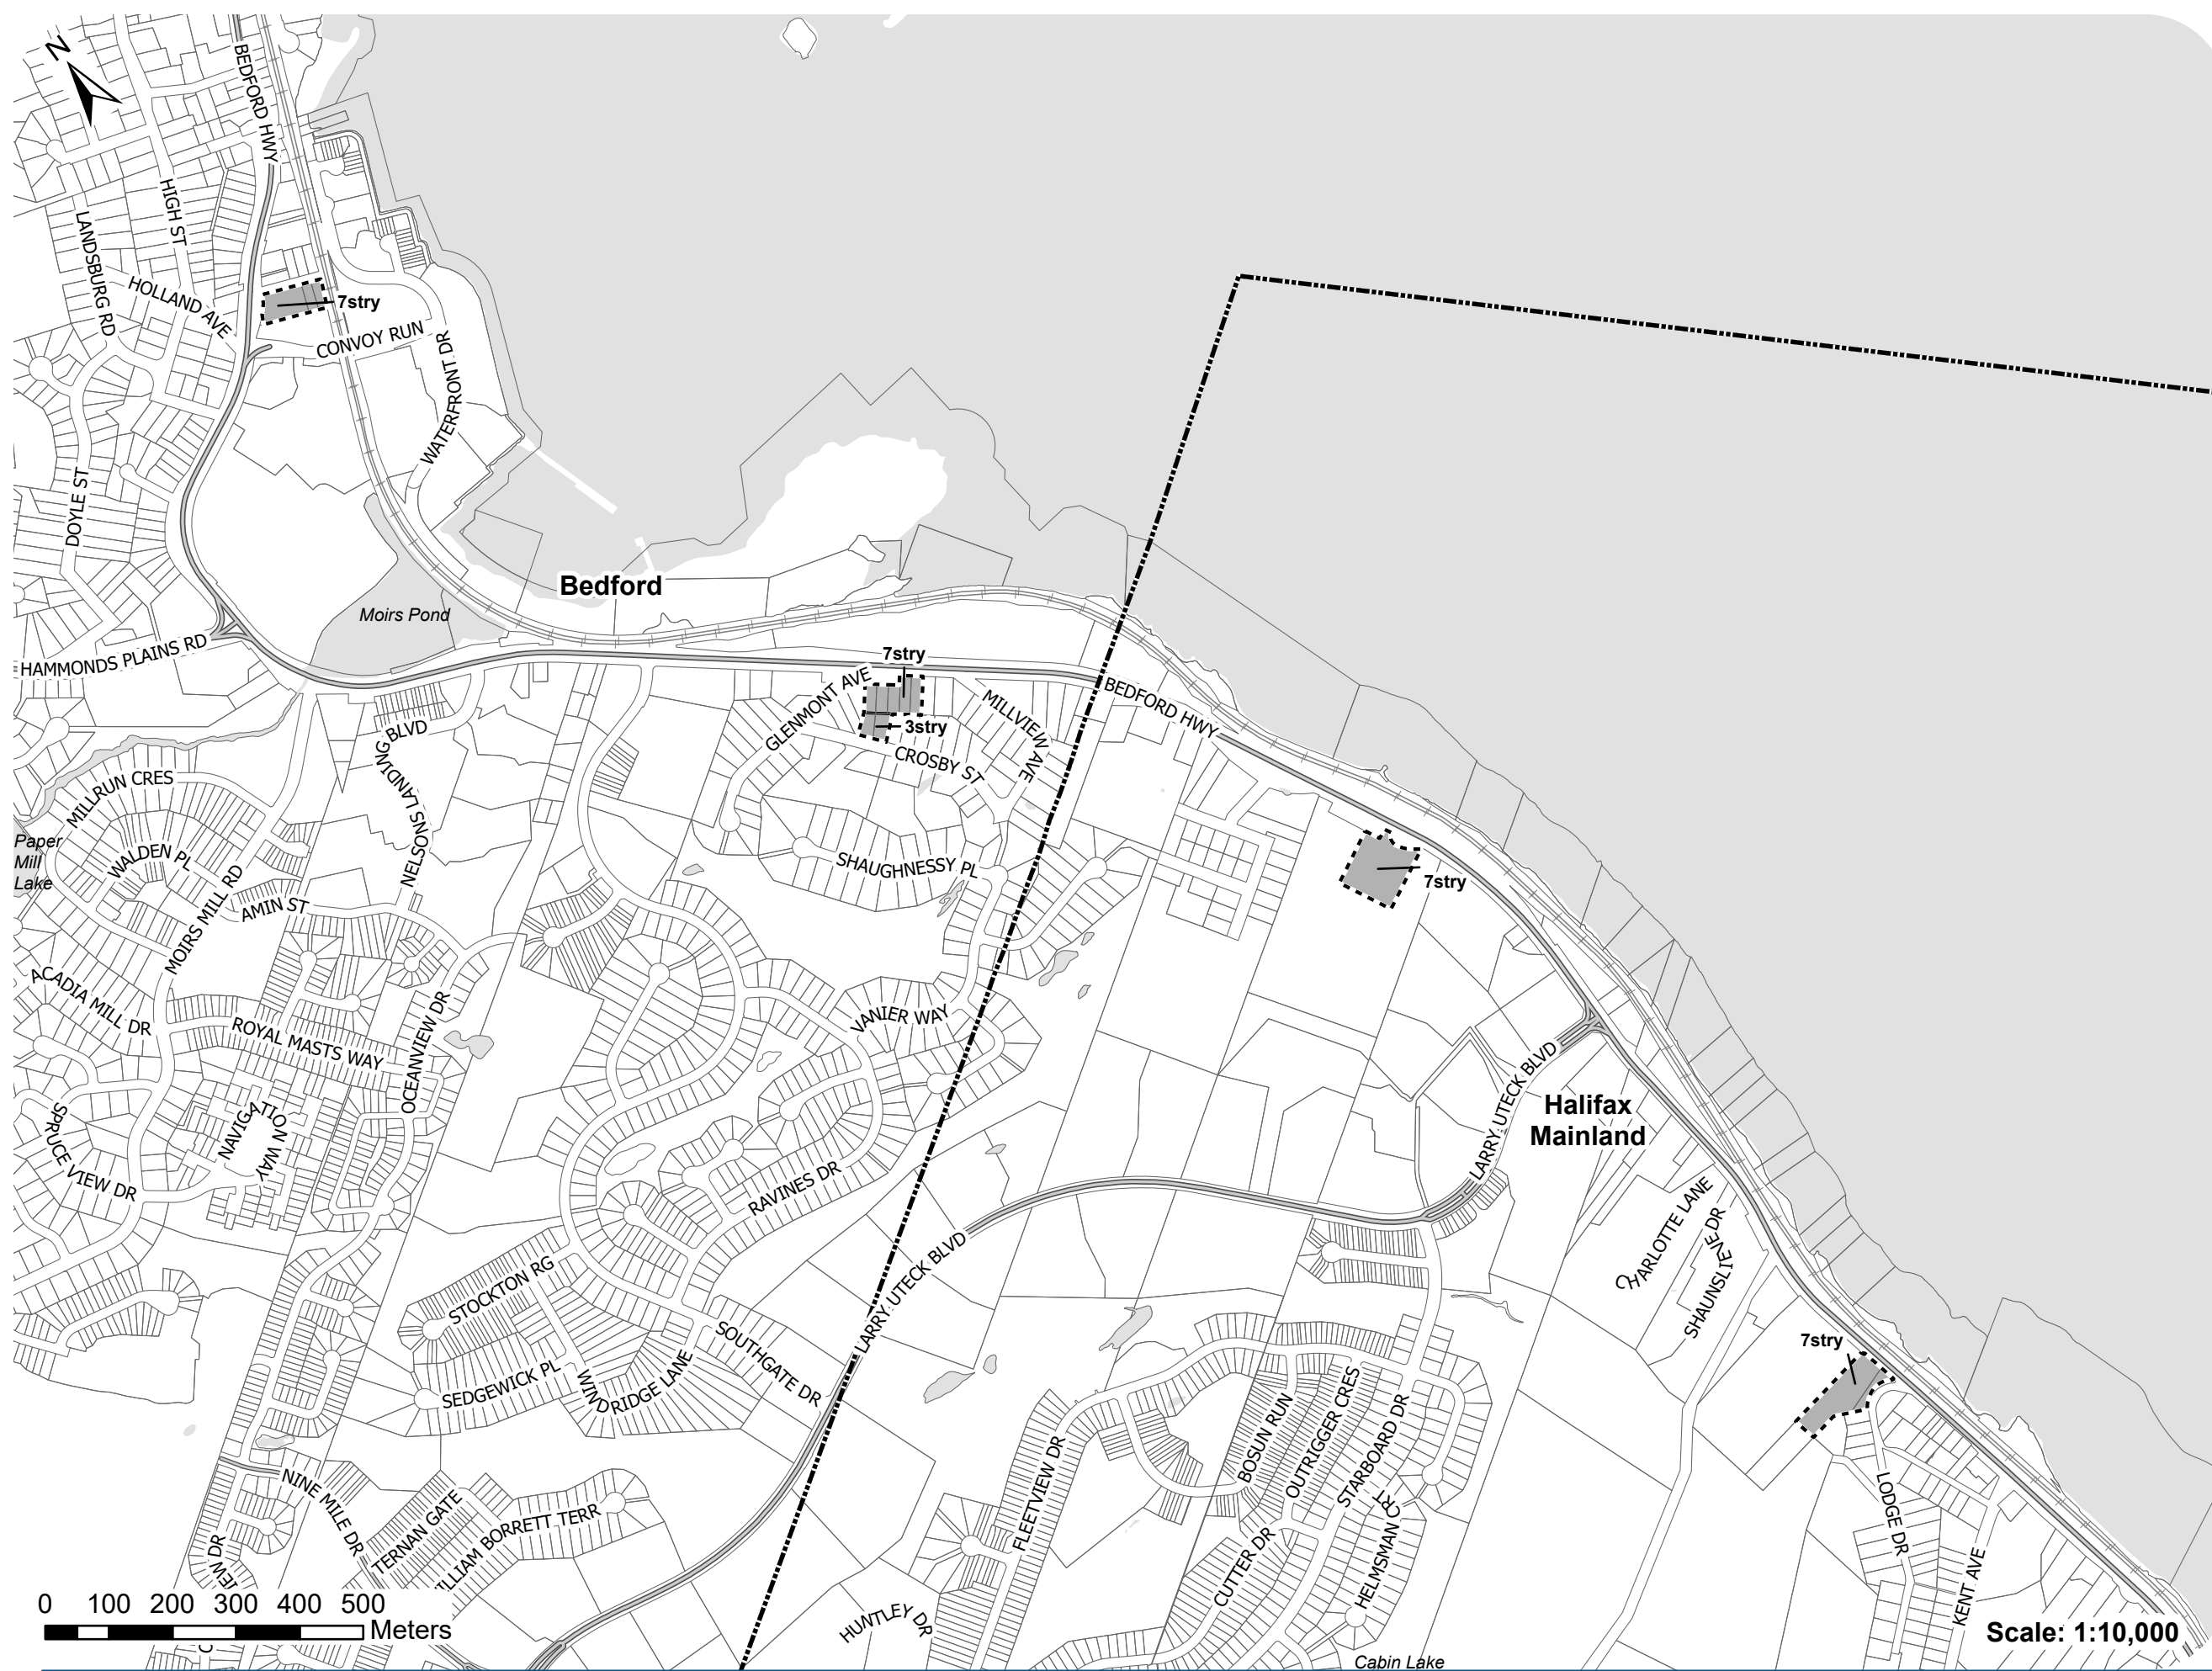 N
BEDFORD HWY
HIGH ST
LANDSBURG RD
HOLLAND AVE
7stry
CONVOY RUN
WATERFRONT DR
DOYLE ST
Bedford
Moirs Pond
HAMMONDS PLAINS RD
7stry
GLENMONT AVE
MILLVIEW AVE
BEDFORD HWY
3stry
CROSBY ST
NELSONS LANDING BLVD
MILLRUN CRES
Paper
Mill
Lake
WALDEN PL
SHAUGHNESSY PL
7stry
MOIRS MILL RD
AMIN ST
ACADIA MILL DR
ROYAL MASTS WAY
OCEANVIEW DR
VANIER WAY
LARRY UTECK BLVD
Halifax
Mainland
SPRUCE VIEW DR
NAVIGATION WAY
RAVINES DR
CHARLOTTE LANE
SHAUNSLIEVE DR
STOCKTON RG
LARRY UTECK BLVD
SOUTHGATE DR
7stry
SEDGEWICK PL
WINDRIDGE LANE
BOSUN RUN
OUTRIGGER CRES
STARBOARD DR
FLEETVIEW DR
NINE MILE DR
TERNAN GATE
WILLIAM BORRETT TERR
HELMSMAN CRT
CUTTER DR
LODGE DR
KENT AVE
HUNTLEY DR
0 100 200 300 400 500
Meters
Scale: 1:10,000
Cabin Lake